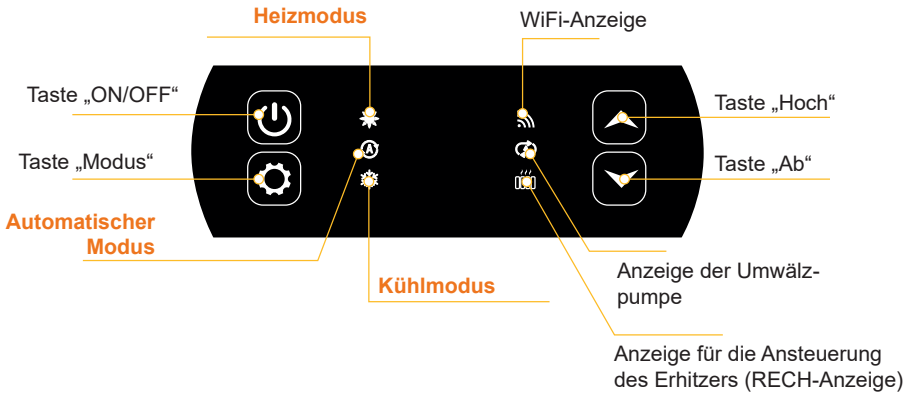 Heizmodus
WiFi-Anzeige
Taste „ON/OFF“
Taste „Hoch“
A
Taste „Modus“
Taste „Ab“
Automatischer
Modus
Kühlmodus
Anzeige der Umwälz-
pumpe
Anzeige für die Ansteuerung
des Erhitzers (RECH-Anzeige)